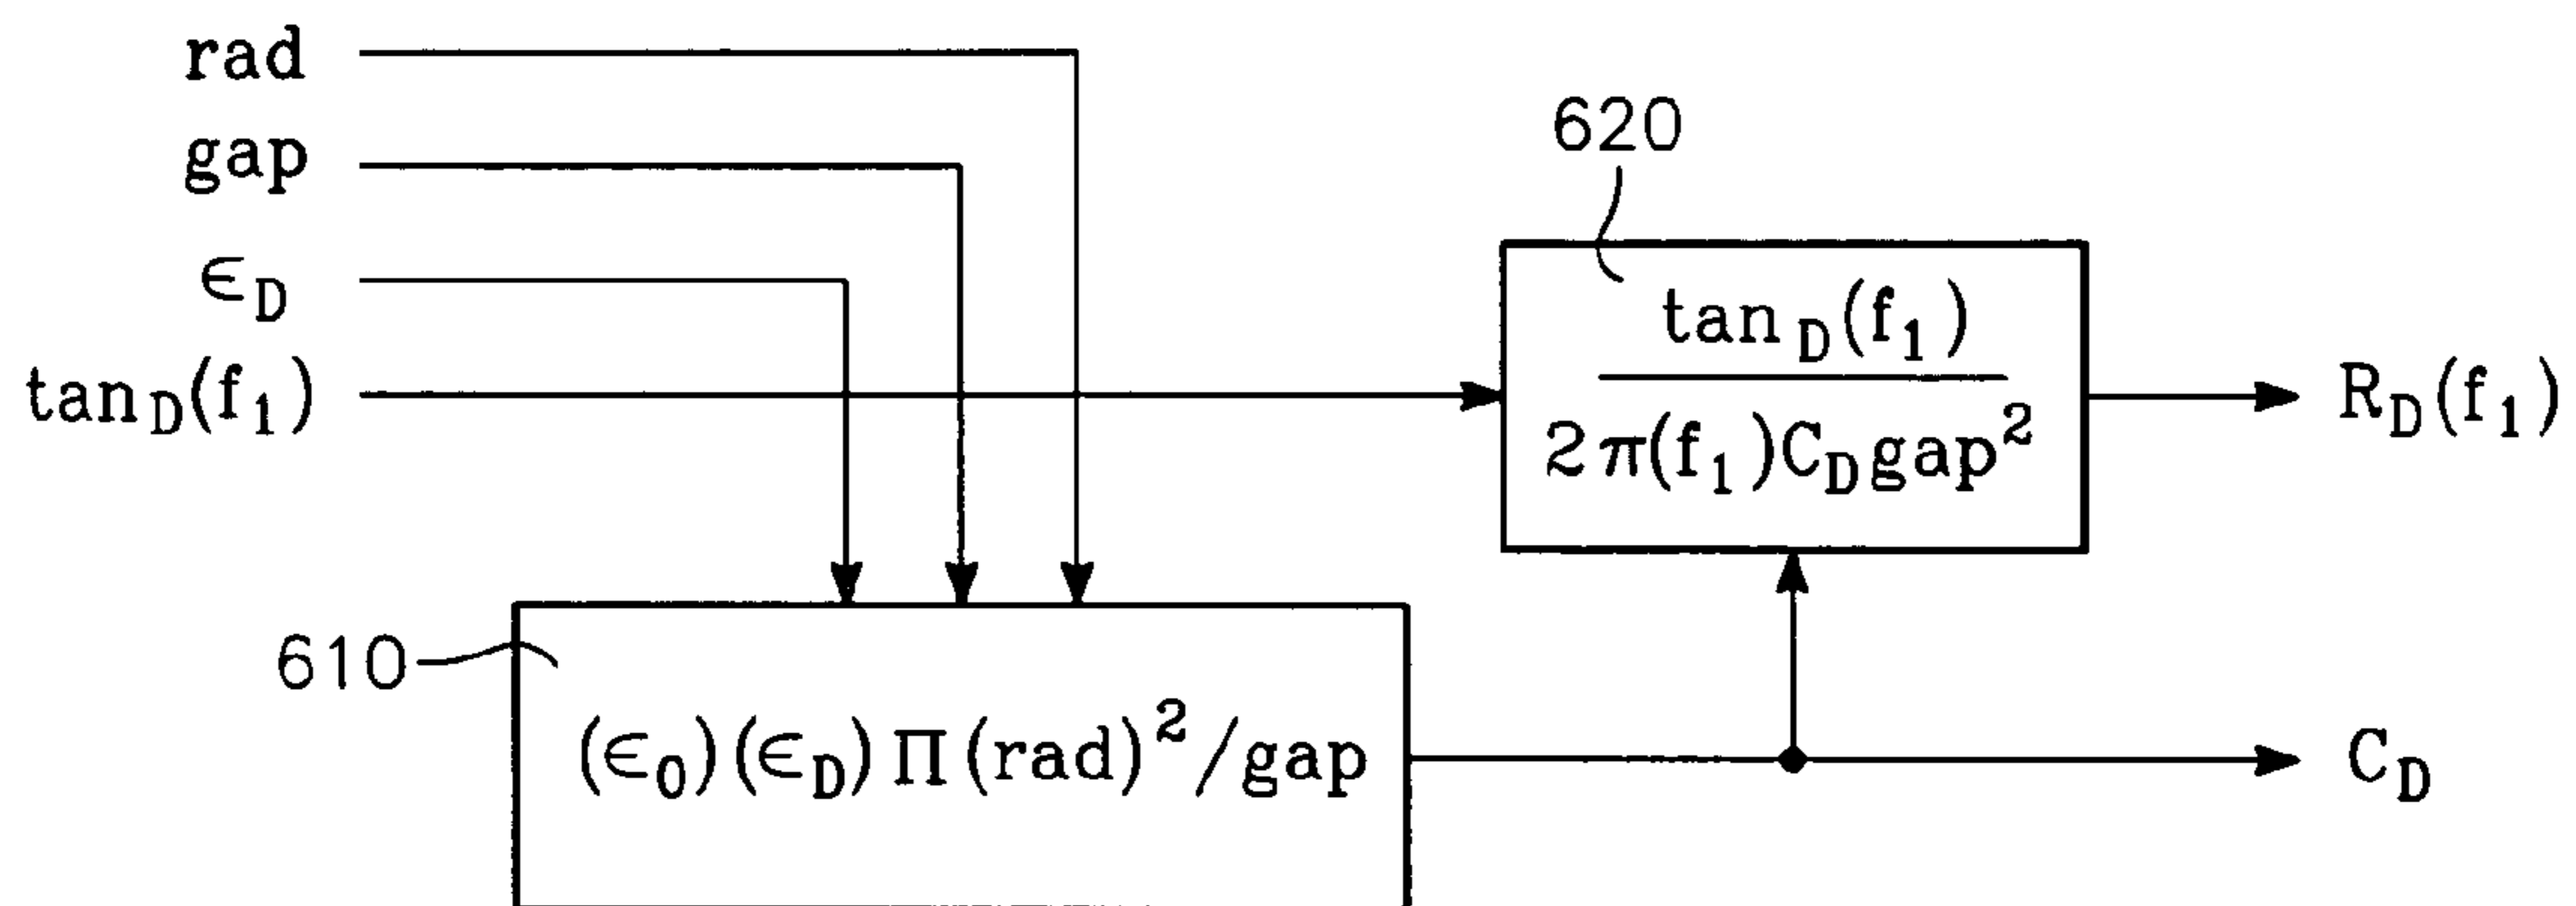 rad
gap
620
∈D
tanD(f1)
tanD(f1)
2π(f1)CDgap²
RD(f1)
610
(∈0)(∈D)Π(rad)²/gap
CD